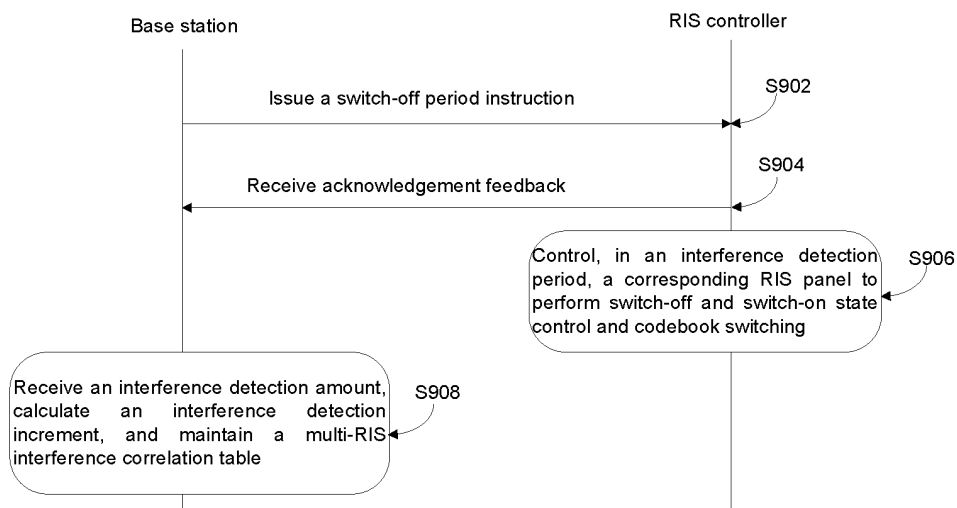 Base station
RIS controller
Issue a switch-off period instruction
S902
Receive acknowledgement feedback
S904
Control, in an interference detection
period, a corresponding RIS panel to
perform switch-off and switch-on state
control and codebook switching
S906
Receive an interference detection amount,
calculate an interference detection
increment, and maintain a multi-RIS
interference correlation table
S908